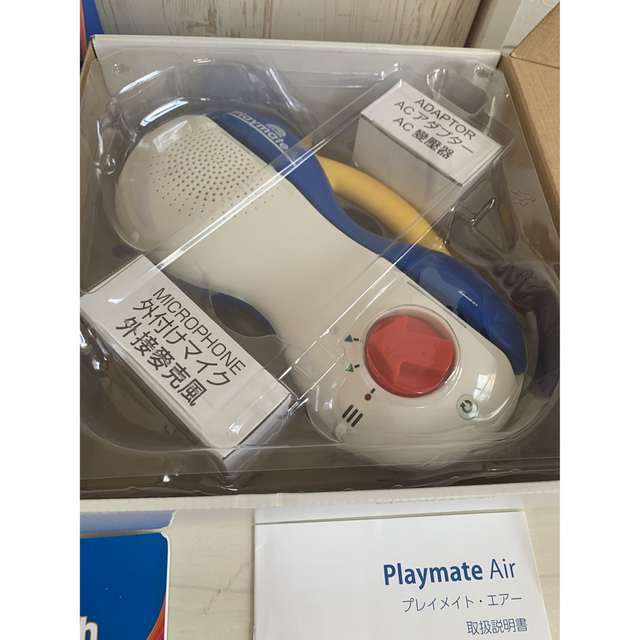 playmate
ADAPTOR
ACアダプター
AC 變壓器
MICROPHONE
外付けマイク
外接麥克風
Playmate Air
プレイメイト・エアー
取扱説明書